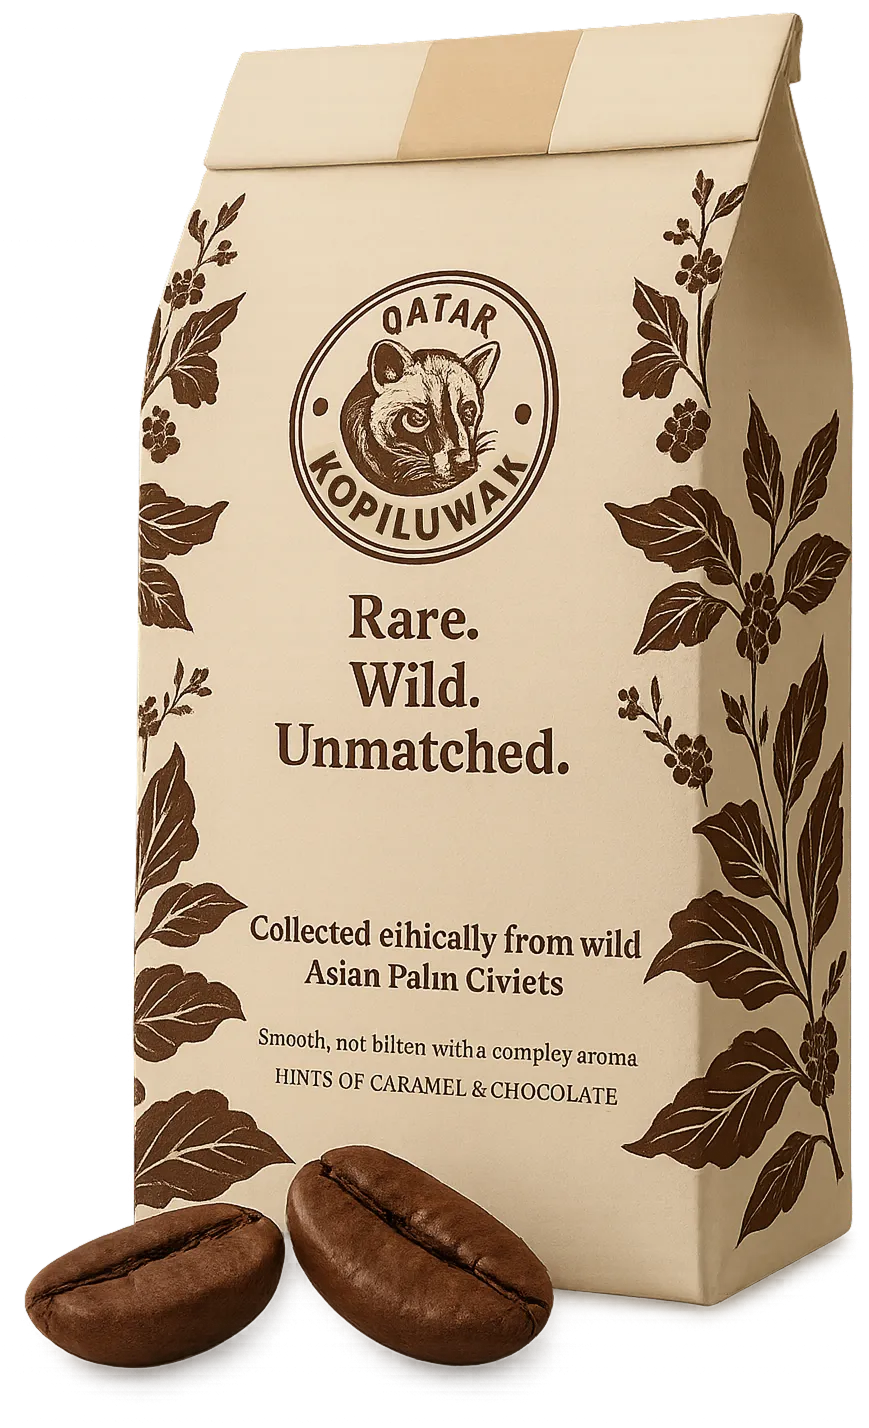 QATAR
KOPILUWAK
Rare.
Wild.
Unmatched.
Collected eihically from wild
Asian Palın Civiets
Smooth, not bilten with a compley aroma
HINTS OF CARAMEL & CHOCOLATE